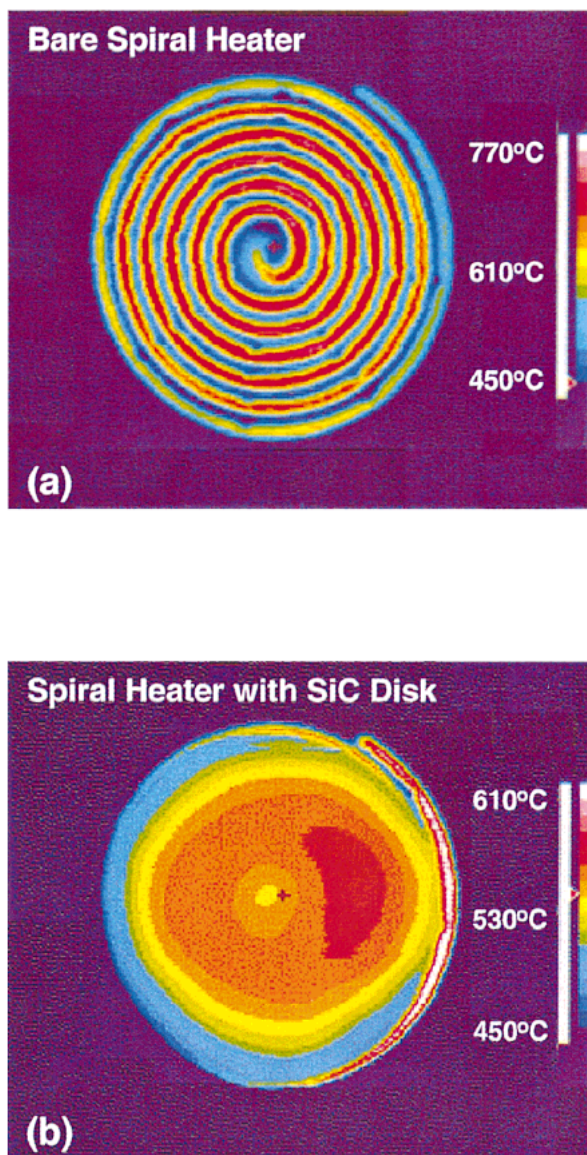 Bare Spiral Heater
770°C
610°C
450°C
(a)
Spiral Heater with SiC Disk
610°C
530°C
450°C
(b)